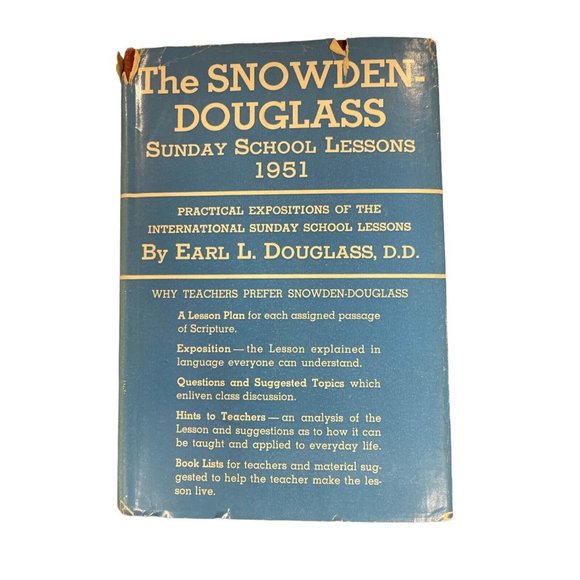 The SNOWDEN-
DOUGLASS
SUNDAY SCHOOL LESSONS
1951
PRACTICAL EXPOSITIONS OF THE
INTERNATIONAL SUNDAY SCHOOL LESSONS
By EARL L. DOUGLASS, D.D.
WHY TEACHERS PREFER SNOWDEN-DOUGLASS
A Lesson Plan for each assigned passage
of Scripture.
Exposition — the Lesson explained in
language everyone can understand.
Questions and Suggested Topics which
enliven class discussion.
Hints to Teachers — an analysis of the
Lesson and suggestions as to how it can
be taught and applied to everyday life.
Book Lists for teachers and material sug-
gested to help the teacher make the les-
son live.